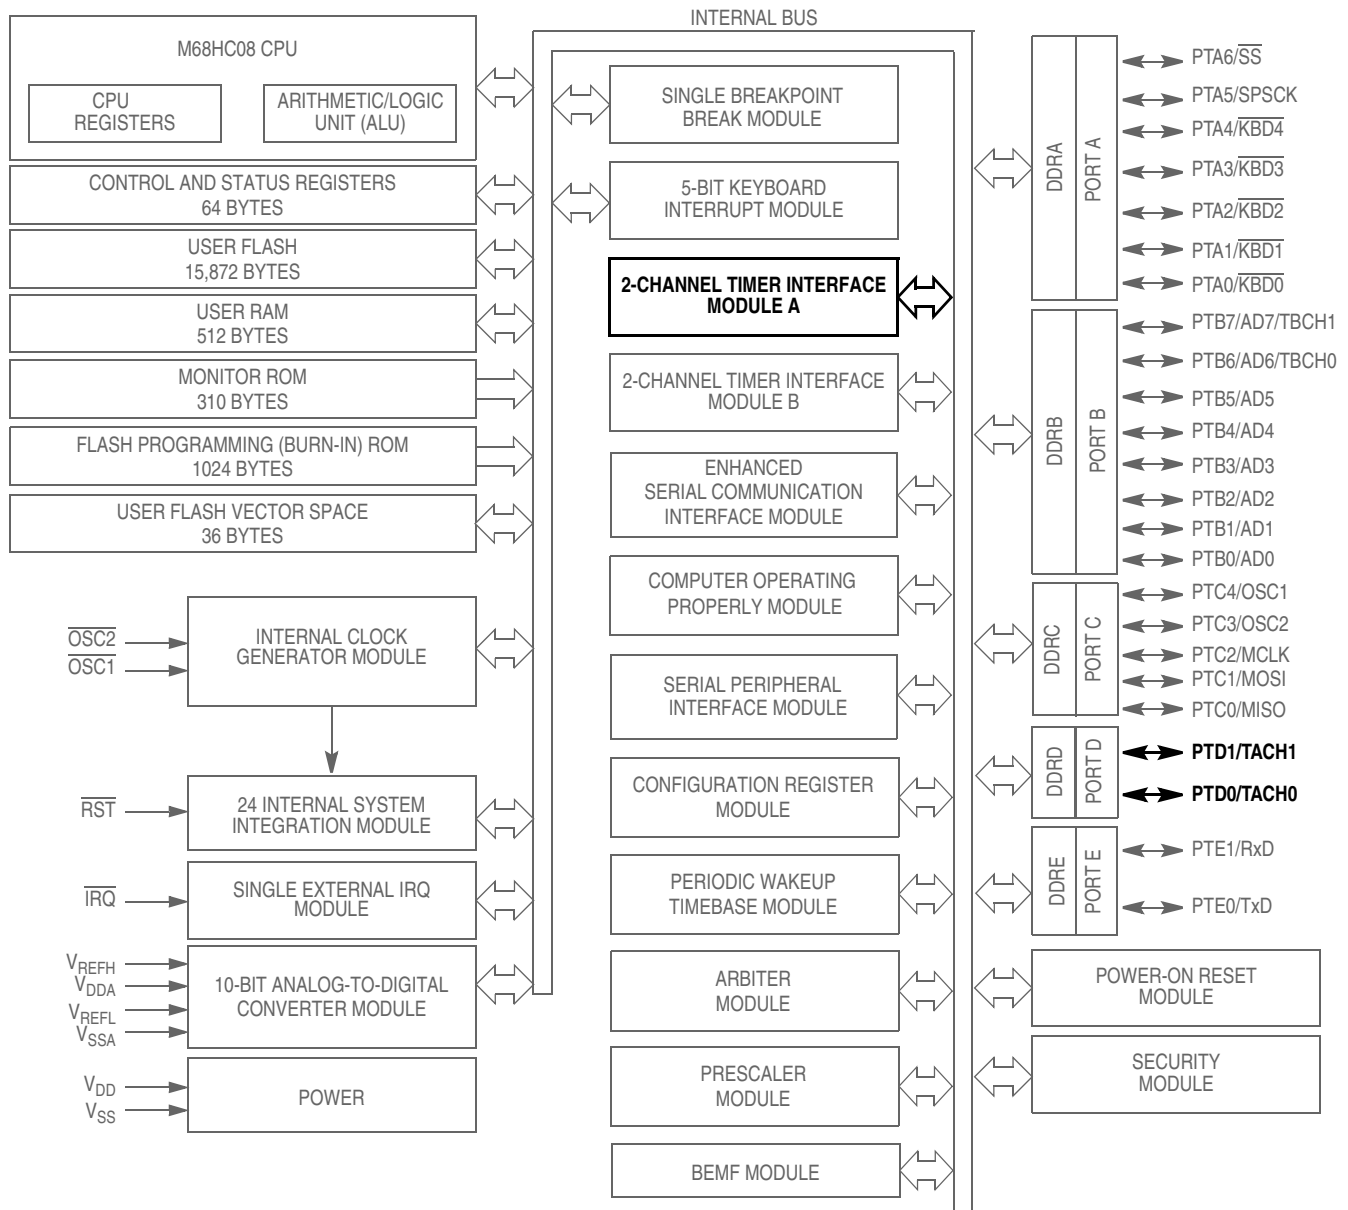 INTERNAL BUS
M68HC08 CPU
CPU
REGISTERS
ARITHMETIC/LOGIC
UNIT (ALU)
CONTROL AND STATUS REGISTERS
64 BYTES
USER FLASH
15,872 BYTES
USER RAM
512 BYTES
MONITOR ROM
310 BYTES
FLASH PROGRAMMING (BURN-IN) ROM
1024 BYTES
USER FLASH VECTOR SPACE
36 BYTES
OSC2
OSC1
INTERNAL CLOCK
GENERATOR MODULE
RST
24 INTERNAL SYSTEM
INTEGRATION MODULE
IRQ
SINGLE EXTERNAL IRQ
MODULE
VREFH
VDDA
VREFL
VSSA
10-BIT ANALOG-TO-DIGITAL
CONVERTER MODULE
VDD
VSS
POWER
SINGLE BREAKPOINT
BREAK MODULE
5-BIT KEYBOARD
INTERRUPT MODULE
2-CHANNEL TIMER INTERFACE
MODULE A
2-CHANNEL TIMER INTERFACE
MODULE B
ENHANCED
SERIAL COMMUNICATION
INTERFACE MODULE
COMPUTER OPERATING
PROPERLY MODULE
SERIAL PERIPHERAL
INTERFACE MODULE
CONFIGURATION REGISTER
MODULE
PERIODIC WAKEUP
TIMEBASE MODULE
ARBITER
MODULE
PRESCALER
MODULE
BEMF MODULE
DDRA
PORT A
PTA6/SS
PTA5/SPSCK
PTA4/KBD4
PTA3/KBD3
PTA2/KBD2
PTA1/KBD1
PTA0/KBD0
DDRB
PORT B
PTB7/AD7/TBCH1
PTB6/AD6/TBCH0
PTB5/AD5
PTB4/AD4
PTB3/AD3
PTB2/AD2
PTB1/AD1
PTB0/AD0
DDRC
PORT C
PTC4/OSC1
PTC3/OSC2
PTC2/MCLK
PTC1/MOSI
PTC0/MISO
DDRD
PORT D
PTD1/TACH1
PTD0/TACH0
DDRE
PORT E
PTE1/RxD
PTE0/TxD
POWER-ON RESET
MODULE
SECURITY
MODULE